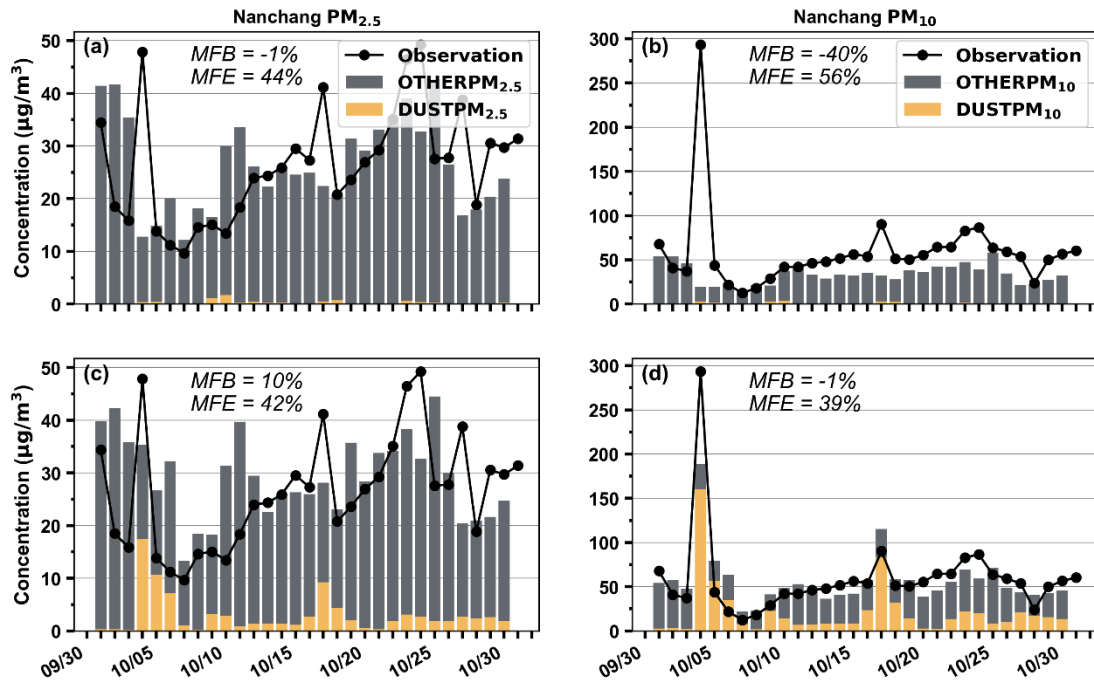 Nanchang PM2.5
Nanchang PM10
(a)
MFB = -1%
MFE = 44%
Observation
OTHERPM2.5
DUSTPM2.5
Concentration (µg/m³)
50
40
30
20
10
0
(b)
MFB = -40%
MFE = 56%
Observation
OTHERPM10
DUSTPM10
300
250
200
150
100
50
0
(c)
MFB = 10%
MFE = 42%
Concentration (µg/m³)
50
40
30
20
10
0
09/30 10/05 10/10 10/15 10/20 10/25 10/30
(d)
MFB = -1%
MFE = 39%
300
250
200
150
100
50
0
09/30 10/05 10/10 10/15 10/20 10/25 10/30